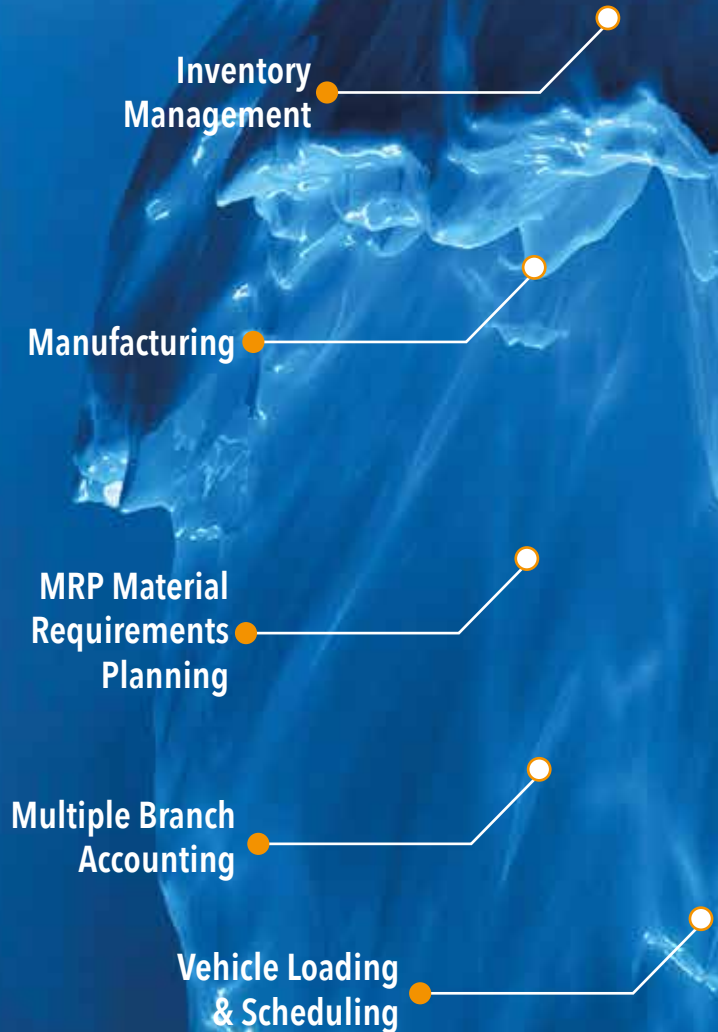 Inventory
Management
Manufacturing
MRP Material
Requirements
Planning
Multiple Branch
Accounting
Vehicle Loading
& Scheduling